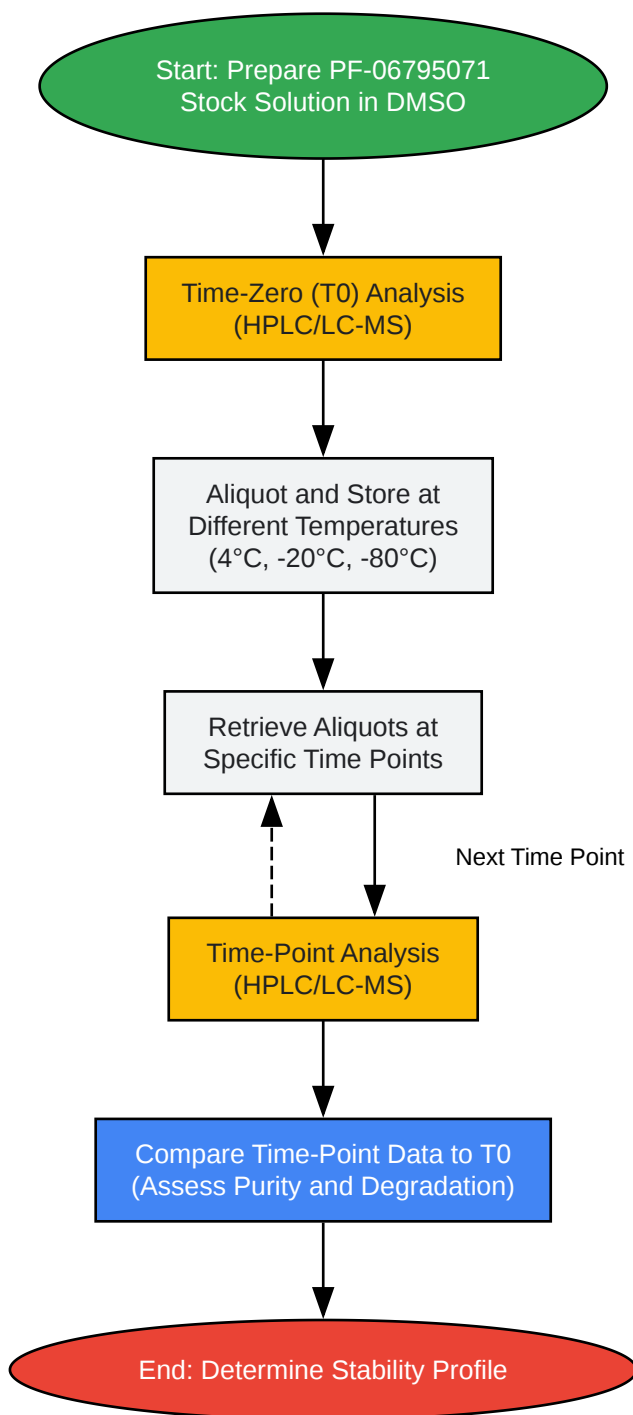 Start: Prepare PF-06795071
Stock Solution in DMSO
Time-Zero (T0) Analysis
(HPLC/LC-MS)
Aliquot and Store at
Different Temperatures
(4°C, -20°C, -80°C)
Retrieve Aliquots at
Specific Time Points
Next Time Point
Time-Point Analysis
(HPLC/LC-MS)
Compare Time-Point Data to T0
(Assess Purity and Degradation)
End: Determine Stability Profile